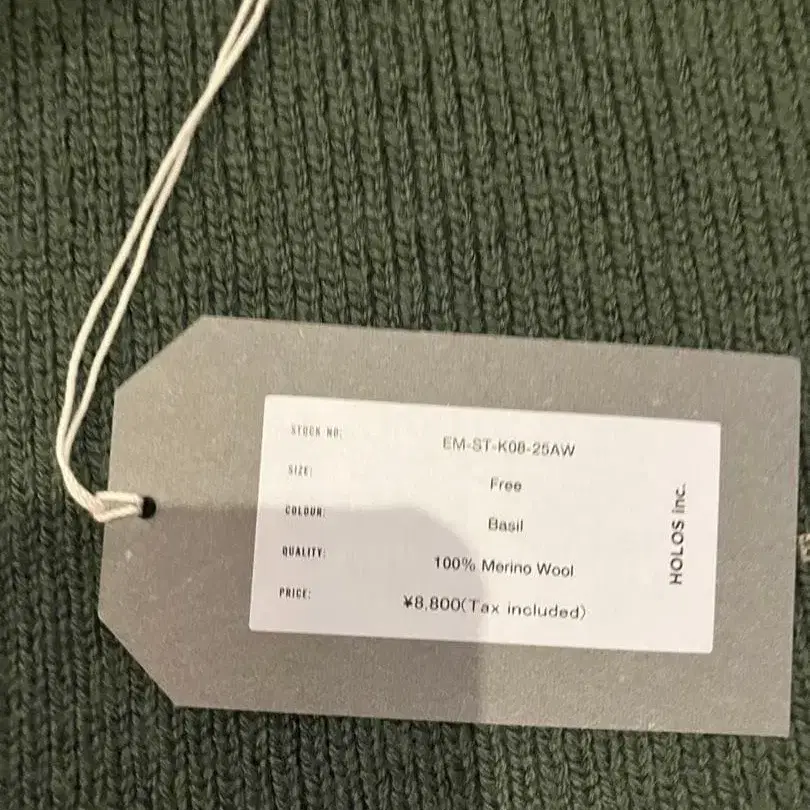 STOCK NO: EM-ST-K08-25AW
SIZE: Free
COLOUR: Basil
QUALITY: 100% Merino Wool
PRICE: ¥8,800(Tax included)
HOLOS inc.